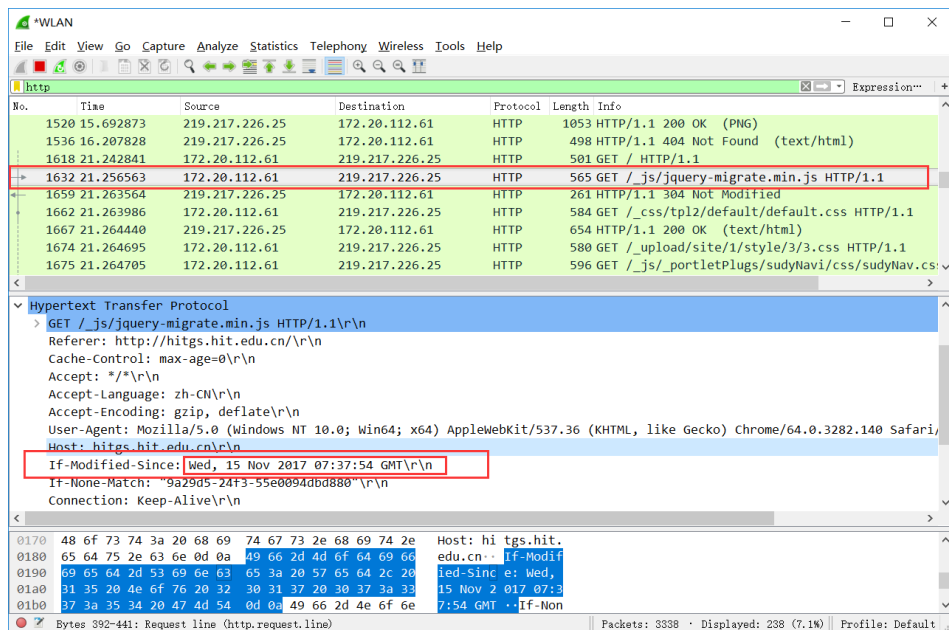 *WLAN
File Edit View Go Capture Analyze Statistics Telephony Wireless Tools Help
http Expression…
No. Time Source Destination Protocol Length Info
1520 15.692873 219.217.226.25 172.20.112.61 HTTP 1053 HTTP/1.1 200 OK (PNG)
1536 16.207828 219.217.226.25 172.20.112.61 HTTP 498 HTTP/1.1 404 Not Found (text/html)
1618 21.242841 172.20.112.61 219.217.226.25 HTTP 501 GET / HTTP/1.1
1632 21.256563 172.20.112.61 219.217.226.25 HTTP 565 GET /_js/jquery-migrate.min.js HTTP/1.1
1659 21.263564 219.217.226.25 172.20.112.61 HTTP 261 HTTP/1.1 304 Not Modified
1662 21.263986 172.20.112.61 219.217.226.25 HTTP 584 GET /_css/tpl2/default/default.css HTTP/1.1
1667 21.264440 219.217.226.25 172.20.112.61 HTTP 654 HTTP/1.1 200 OK (text/html)
1674 21.264695 172.20.112.61 219.217.226.25 HTTP 580 GET /_upload/site/1/style/3/3.css HTTP/1.1
1675 21.264705 172.20.112.61 219.217.226.25 HTTP 596 GET /_js/_portletPlugs/sudyNavi/css/sudyNav.css
Hypertext Transfer Protocol
GET /_js/jquery-migrate.min.js HTTP/1.1\r\n
Referer: http://hitgs.hit.edu.cn/\r\n
Cache-Control: max-age=0\r\n
Accept: */*\r\n
Accept-Language: zh-CN\r\n
Accept-Encoding: gzip, deflate\r\n
User-Agent: Mozilla/5.0 (Windows NT 10.0; Win64; x64) AppleWebKit/537.36 (KHTML, like Gecko) Chrome/64.0.3282.140 Safari/
Host: hitgs.hit.edu.cn\r\n
If-Modified-Since: Wed, 15 Nov 2017 07:37:54 GMT\r\n
If-None-Match: "9a29d5-24f3-55e0094dbd880"\r\n
Connection: Keep-Alive\r\n
0170 48 6f 73 74 3a 20 68 69 74 67 73 2e 68 69 74 2e Host: hi tgs.hit.
0180 65 64 75 2e 63 6e 0d 0a 49 66 2d 4d 6f 64 69 66 edu.cn·· If-Modif
0190 69 65 64 2d 53 69 6e 63 65 3a 20 57 65 64 2c 20 ied-Sinc e: Wed,
01a0 31 35 20 4e 6f 76 20 32 30 31 37 20 30 37 3a 33 15 Nov 2 017 07:3
01b0 37 3a 35 34 20 47 4d 54 0d 0a 49 66 2d 4e 6f 6e 7:54 GMT ··If-Non
Bytes 392-441: Request line (http.request.line) Packets: 3338 · Displayed: 238 (7.1%) Profile: Default